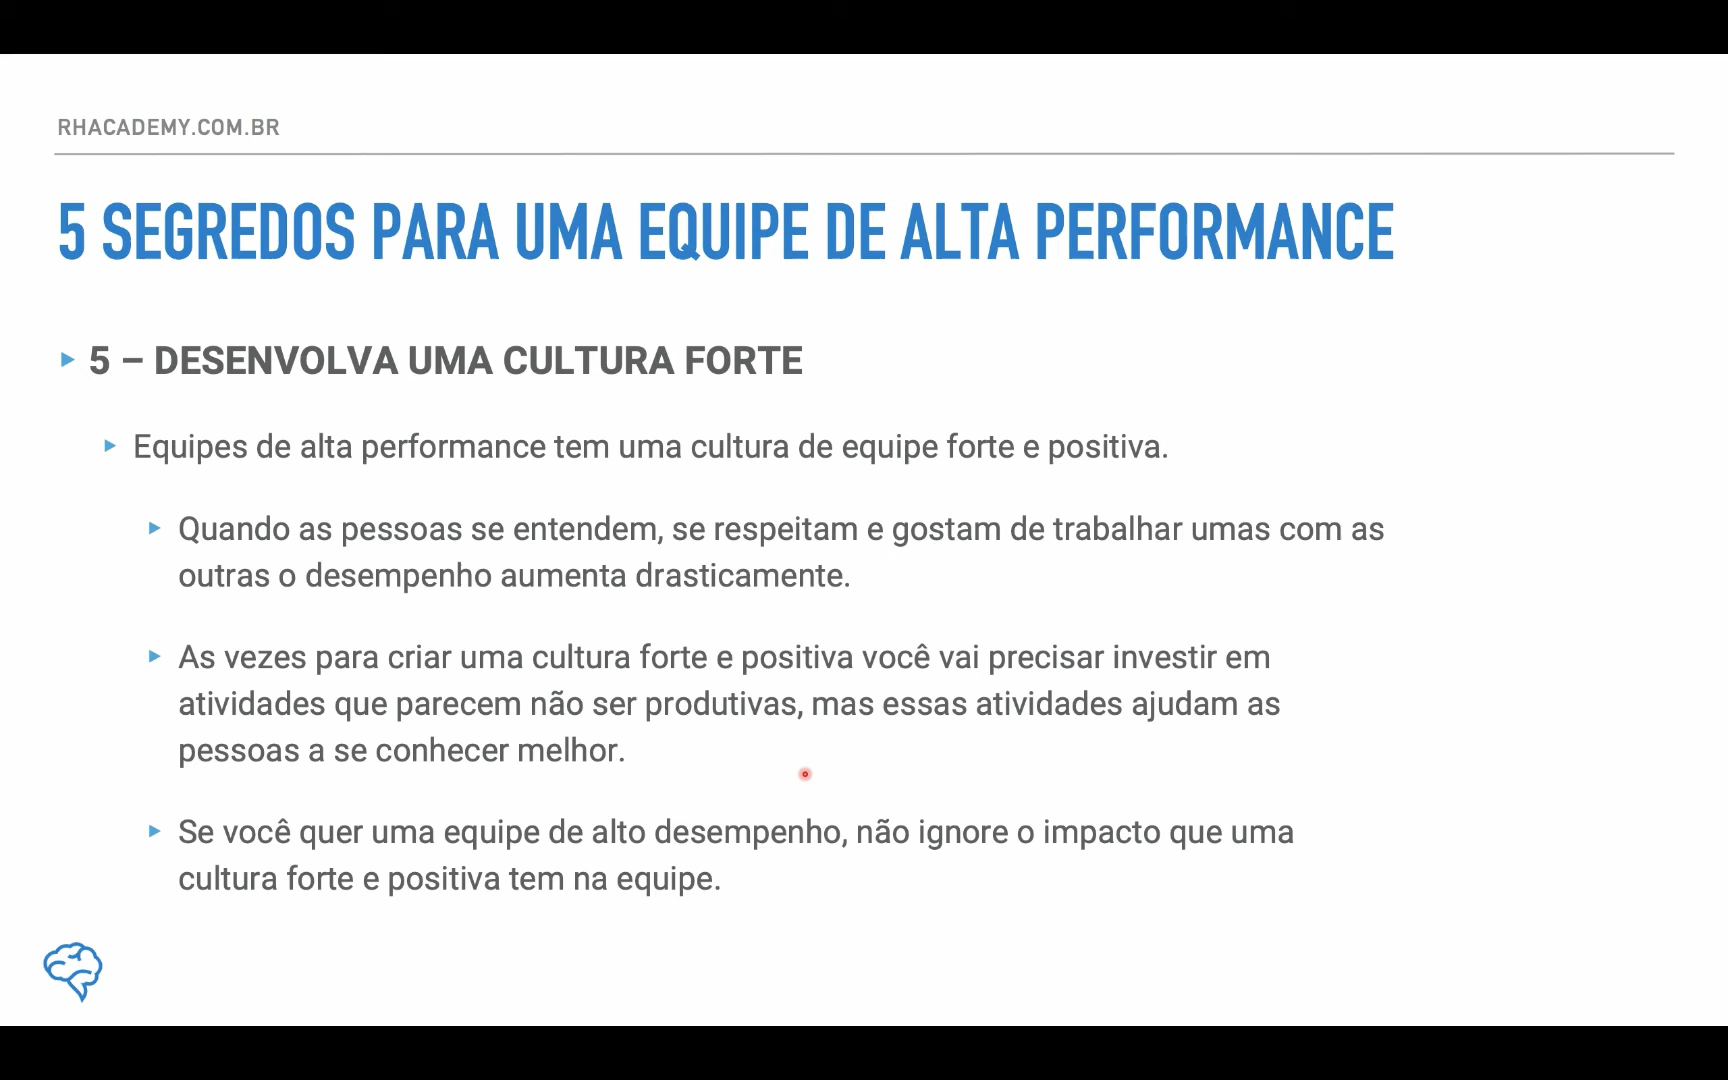 RHACADEMY.COM.BR
5 SEGREDOS PARA UMA EQUIPE DE ALTA PERFORMANCE
5 – DESENVOLVA UMA CULTURA FORTE
Equipes de alta performance tem uma cultura de equipe forte e positiva.
Quando as pessoas se entendem, se respeitam e gostam de trabalhar umas com as
outras o desempenho aumenta drasticamente.
As vezes para criar uma cultura forte e positiva você vai precisar investir em
atividades que parecem não ser produtivas, mas essas atividades ajudam as
pessoas a se conhecer melhor.
Se você quer uma equipe de alto desempenho, não ignore o impacto que uma
cultura forte e positiva tem na equipe.